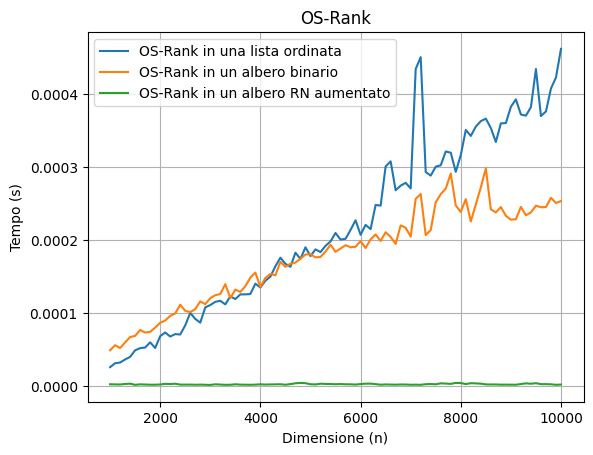 OS-Rank
OS-Rank in una lista ordinata
OS-Rank in un albero binario
OS-Rank in un albero RN aumentato
Tempo (s)
0.0004
0.0003
0.0002
0.0001
0.0000
2000 4000 6000 8000 10000
Dimensione (n)